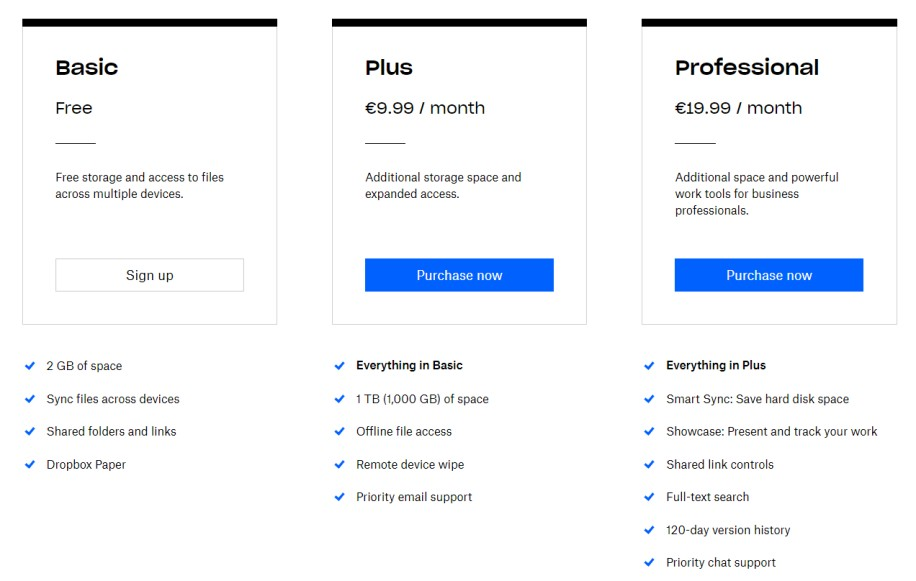 Basic
Free
Free storage and access to files
across multiple devices.
Sign up
2 GB of space
Sync files across devices
Shared folders and links
Dropbox Paper
Plus
€9.99 / month
Additional storage space and
expanded access.
Purchase now
Everything in Basic
1 TB (1,000 GB) of space
Offline file access
Remote device wipe
Priority email support
Professional
€19.99 / month
Additional space and powerful
work tools for business
professionals.
Purchase now
Everything in Plus
Smart Sync: Save hard disk space
Showcase: Present and track your work
Shared link controls
Full-text search
120-day version history
Priority chat support